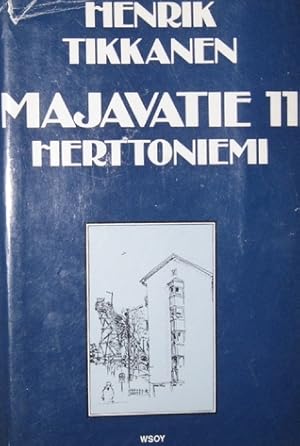 HENRIK
TIKKANEN
MAJAVATIE 11
HERTTONIEMI
WSOY